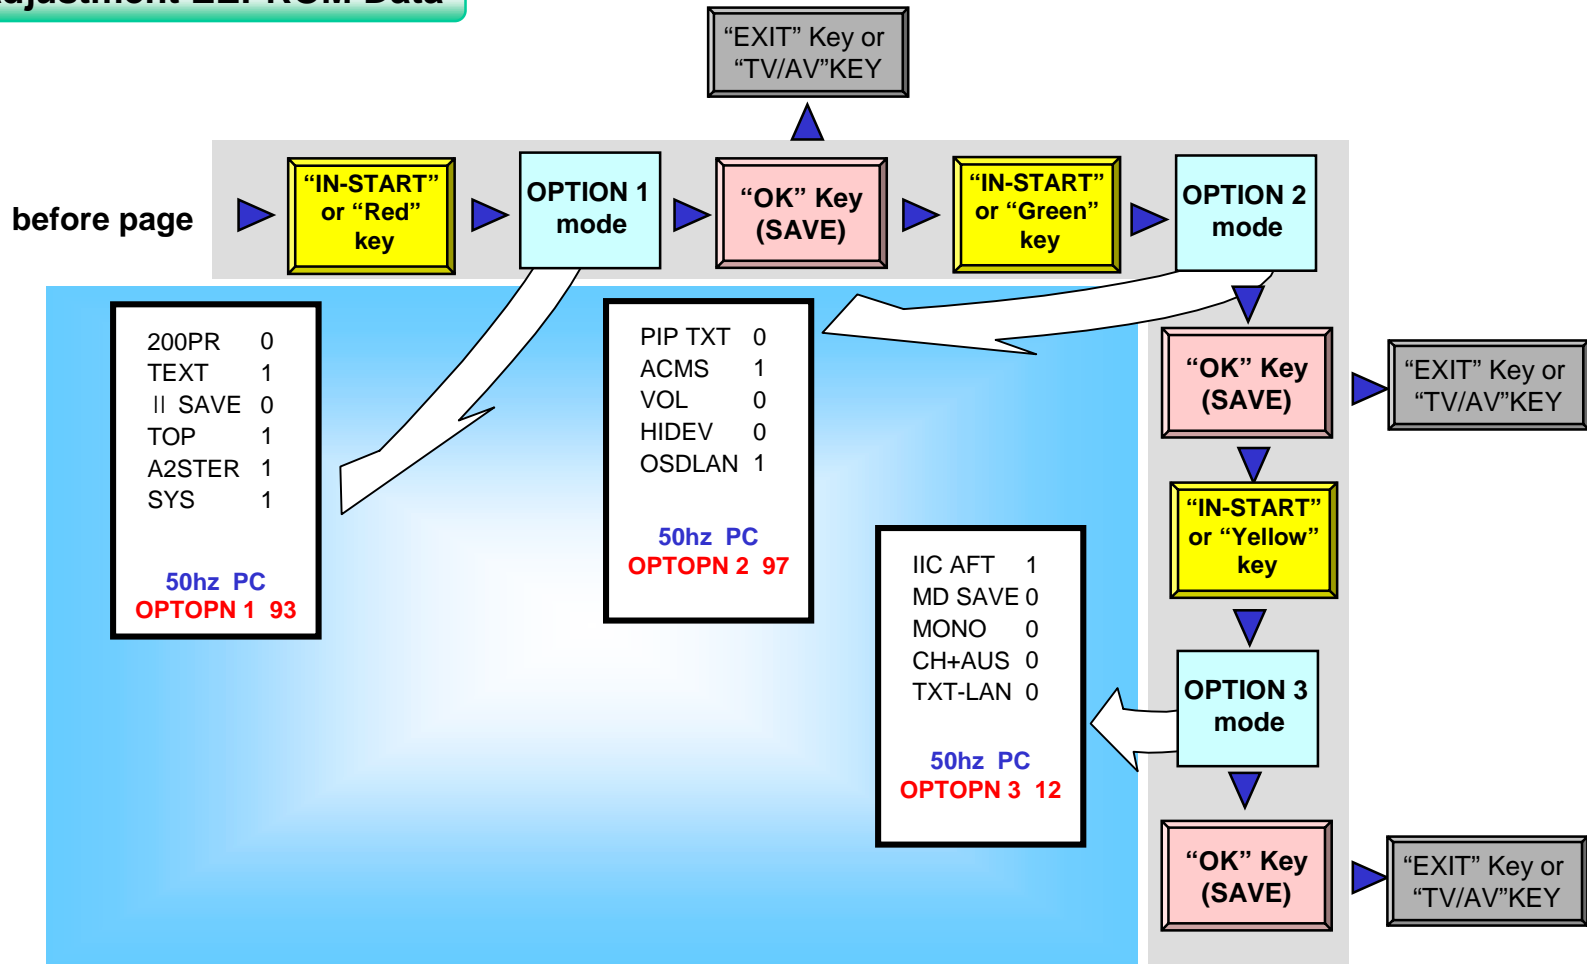 EEPROM Data
“EXIT” Key or
“TV/AV”KEY
before page
“IN-START”
or “Red”
key
OPTION 1
mode
“OK” Key
(SAVE)
“IN-START”
or “Green”
key
OPTION 2
mode
200PR 0
TEXT 1
II SAVE 0
TOP 1
A2STER 1
SYS 1
50hz PC
OPTOPN 1 93
PIP TXT 0
ACMS 1
VOL 0
HIDEV 0
OSDLAN 1
50hz PC
OPTOPN 2 97
“OK” Key
(SAVE)
“EXIT” Key or
“TV/AV”KEY
“IN-START”
or “Yellow”
key
IIC AFT 1
MD SAVE 0
MONO 0
CH+AUS 0
TXT-LAN 0
50hz PC
OPTOPN 3 12
OPTION 3
mode
“OK” Key
(SAVE)
“EXIT” Key or
“TV/AV”KEY